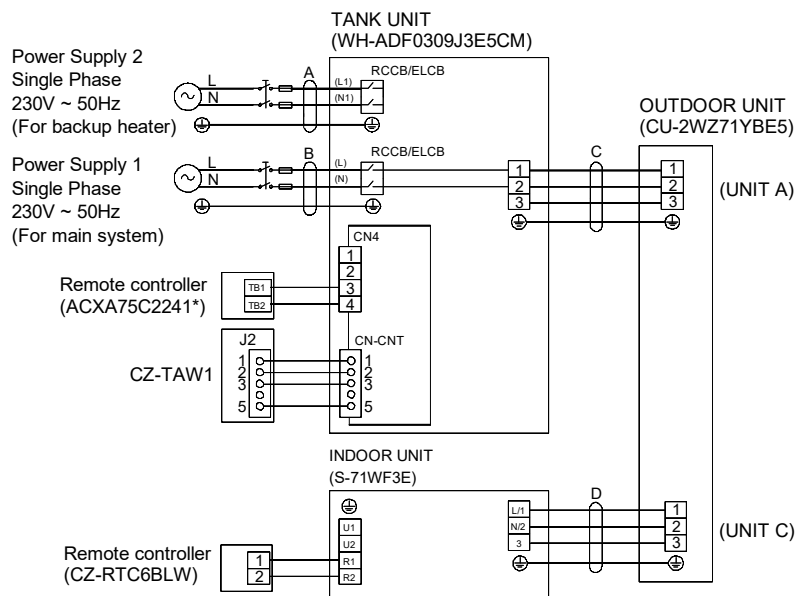 TANK UNIT
(WH-ADF0309J3E5CM)
Power Supply 2
Single Phase
230V ~ 50Hz
(For backup heater)
L
N
A
(L1)
(N1)
RCCB/ELCB
OUTDOOR UNIT
(CU-2WZ71YBE5)
Power Supply 1
Single Phase
230V ~ 50Hz
(For main system)
L
N
B
(L)
(N)
RCCB/ELCB
1
2
3
C
1
2
3
(UNIT A)
CN4
1
2
3
4
Remote controller
(ACXA75C2241*)
TB1
TB2
CZ-TAW1
J2
1
2
3
5
CN-CNT
1
2
3
5
INDOOR UNIT
(S-71WF3E)
U1
U2
R1
R2
L/1
N/2
3
D
1
2
3
(UNIT C)
Remote controller
(CZ-RTC6BLW)
1
2